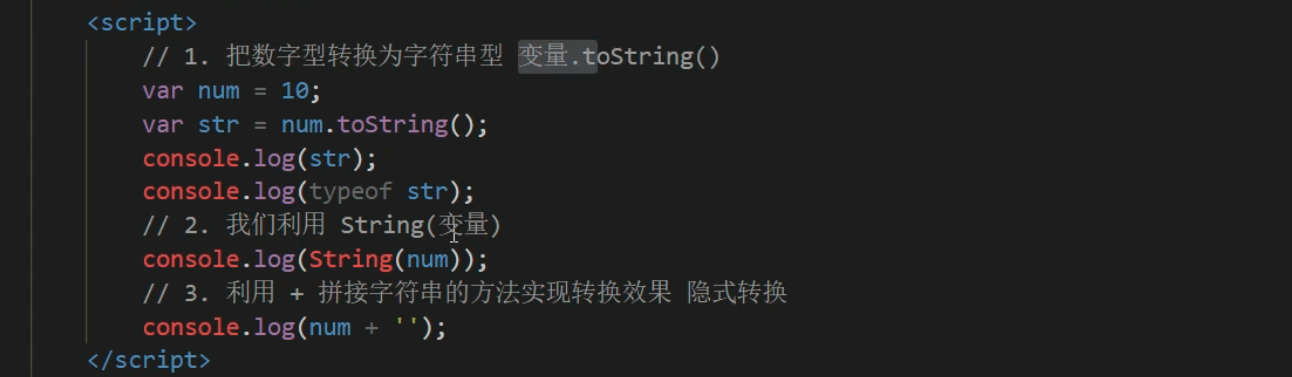 <script>
// 1. 把数字型转换为字符串型 变量.toString()
var num = 10;
var str = num.toString();
console.log(str);
console.log(typeof str);
// 2. 我们利用 String(变量)
console.log(String(num));
// 3. 利用 + 拼接字符串的方法实现转换效果 隐式转换
console.log(num + '');
</script>